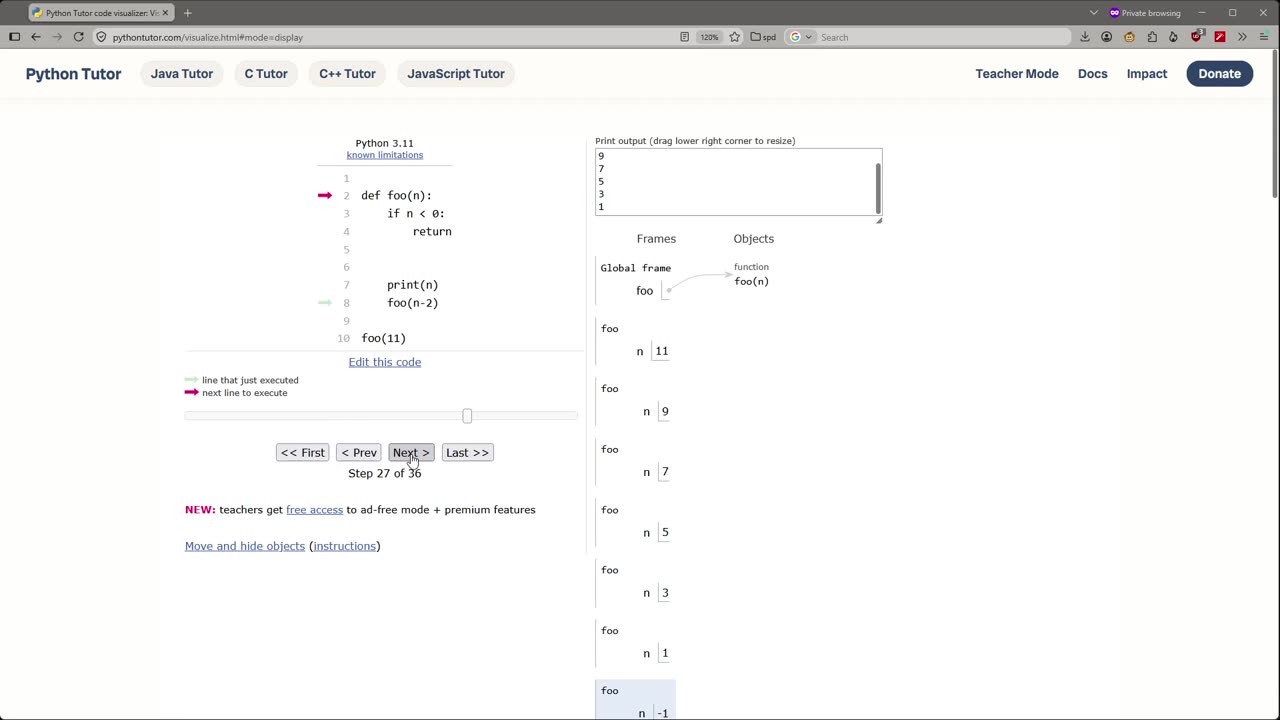 Python Tutor code visualizer: Vi
Private browsing
pythontutor.com/visualize.html#mode=display
120%
spd
G
Search
3
Python Tutor
Java Tutor
C Tutor
C++ Tutor
JavaScript Tutor
Teacher Mode
Docs
Impact
Donate
Python 3.11
known limitations
1
2 def foo(n):
3 if n < 0:
4 return
5
6
7 print(n)
8 foo(n-2)
9
10 foo(11)
Edit this code
line that just executed
next line to execute
<< First
< Prev
Next >
Last >>
Step 27 of 36
NEW: teachers get free access to ad-free mode + premium features
Move and hide objects (instructions)
Print output (drag lower right corner to resize)
9
7
5
3
1
Frames
Objects
Global frame
foo
function
foo(n)
foo
n 11
foo
n 9
foo
n 7
foo
n 5
foo
n 3
foo
n 1
foo
n -1